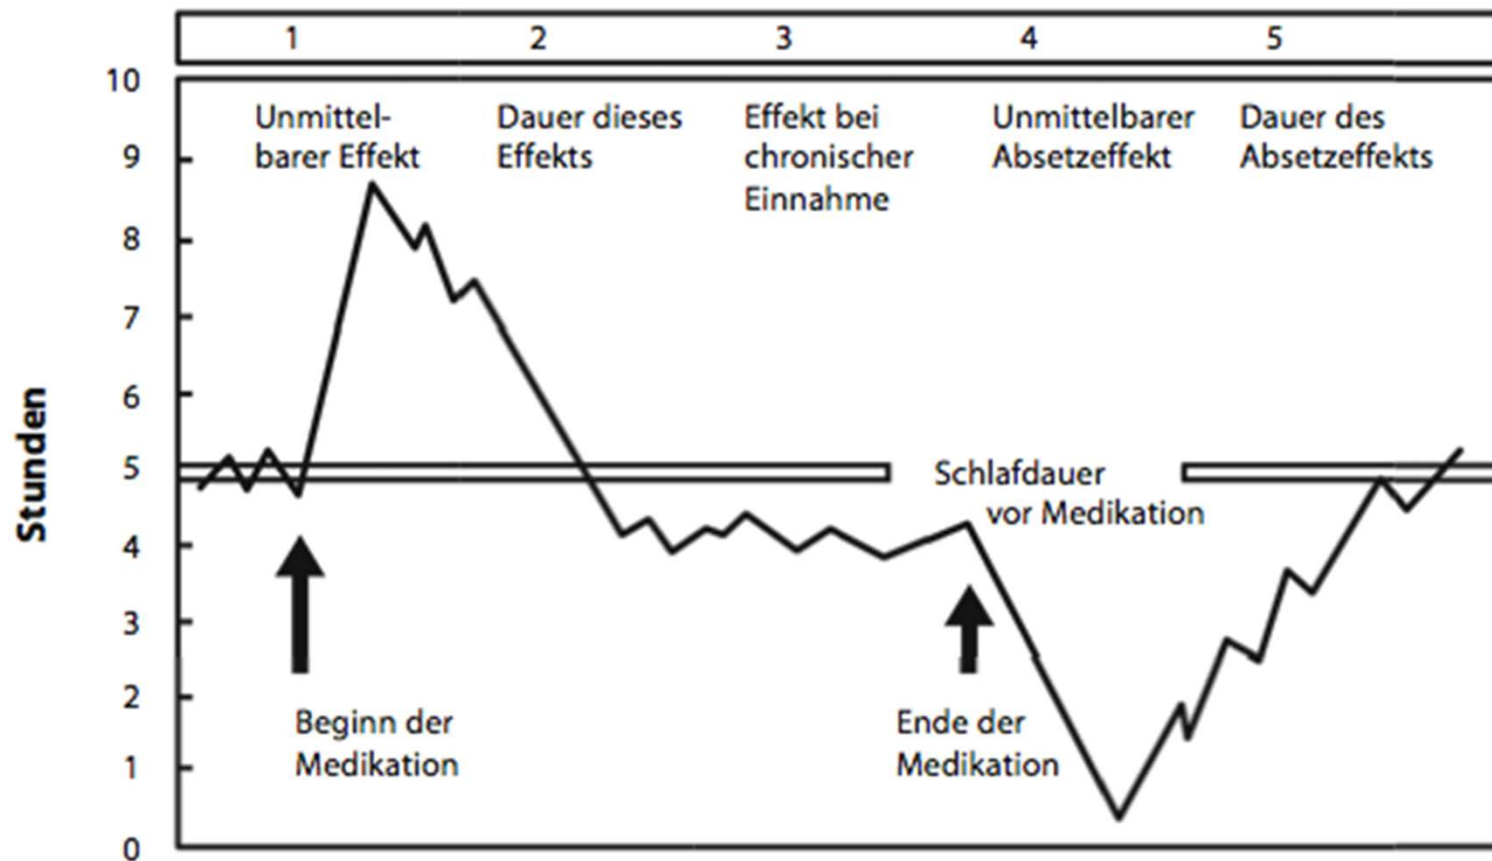 1 2 3 4 5
10
Unmittel- Dauer dieses Effekt bei Unmittelbarer Dauer des
9 barer Effekt Effekts chronischer Absetzeffekt Absetzeffekts
Einnahme
8
7
6
5 Schlafdauer
vor Medikation
Stunden
4
3
2
Beginn der Ende der
1 Medikation Medikation
0